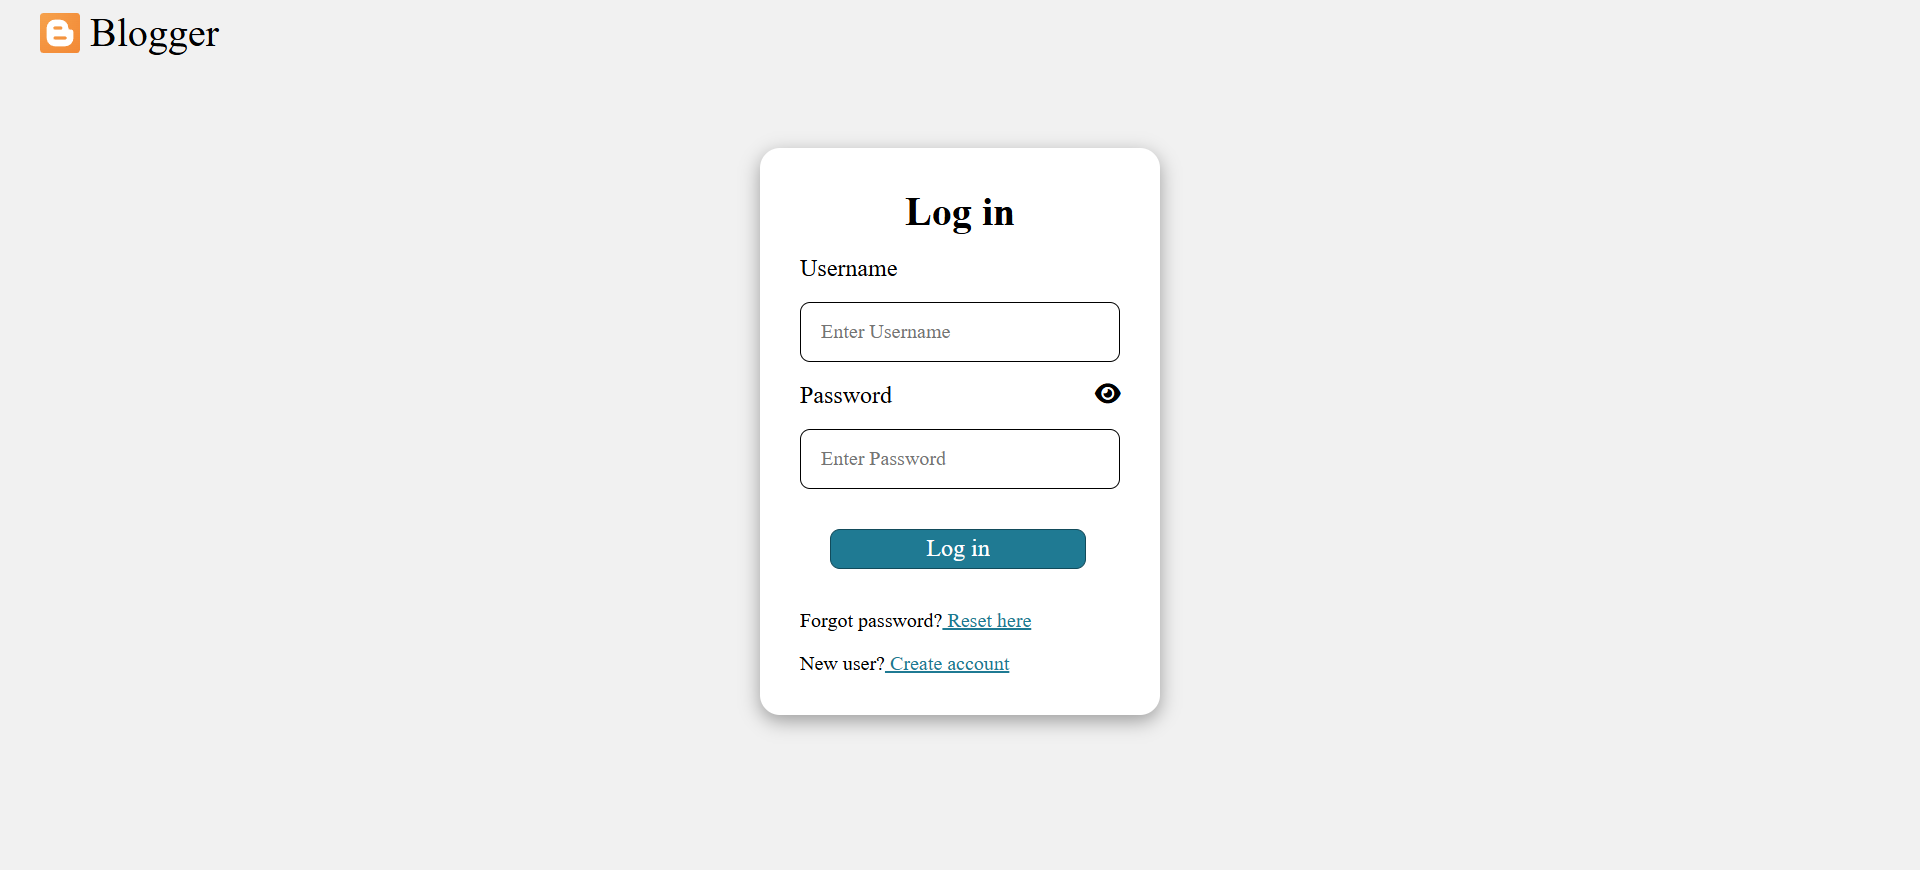 Blogger
Log in
Username
Enter Username
Password
Enter Password
Log in
Forgot password? Reset here
New user? Create account